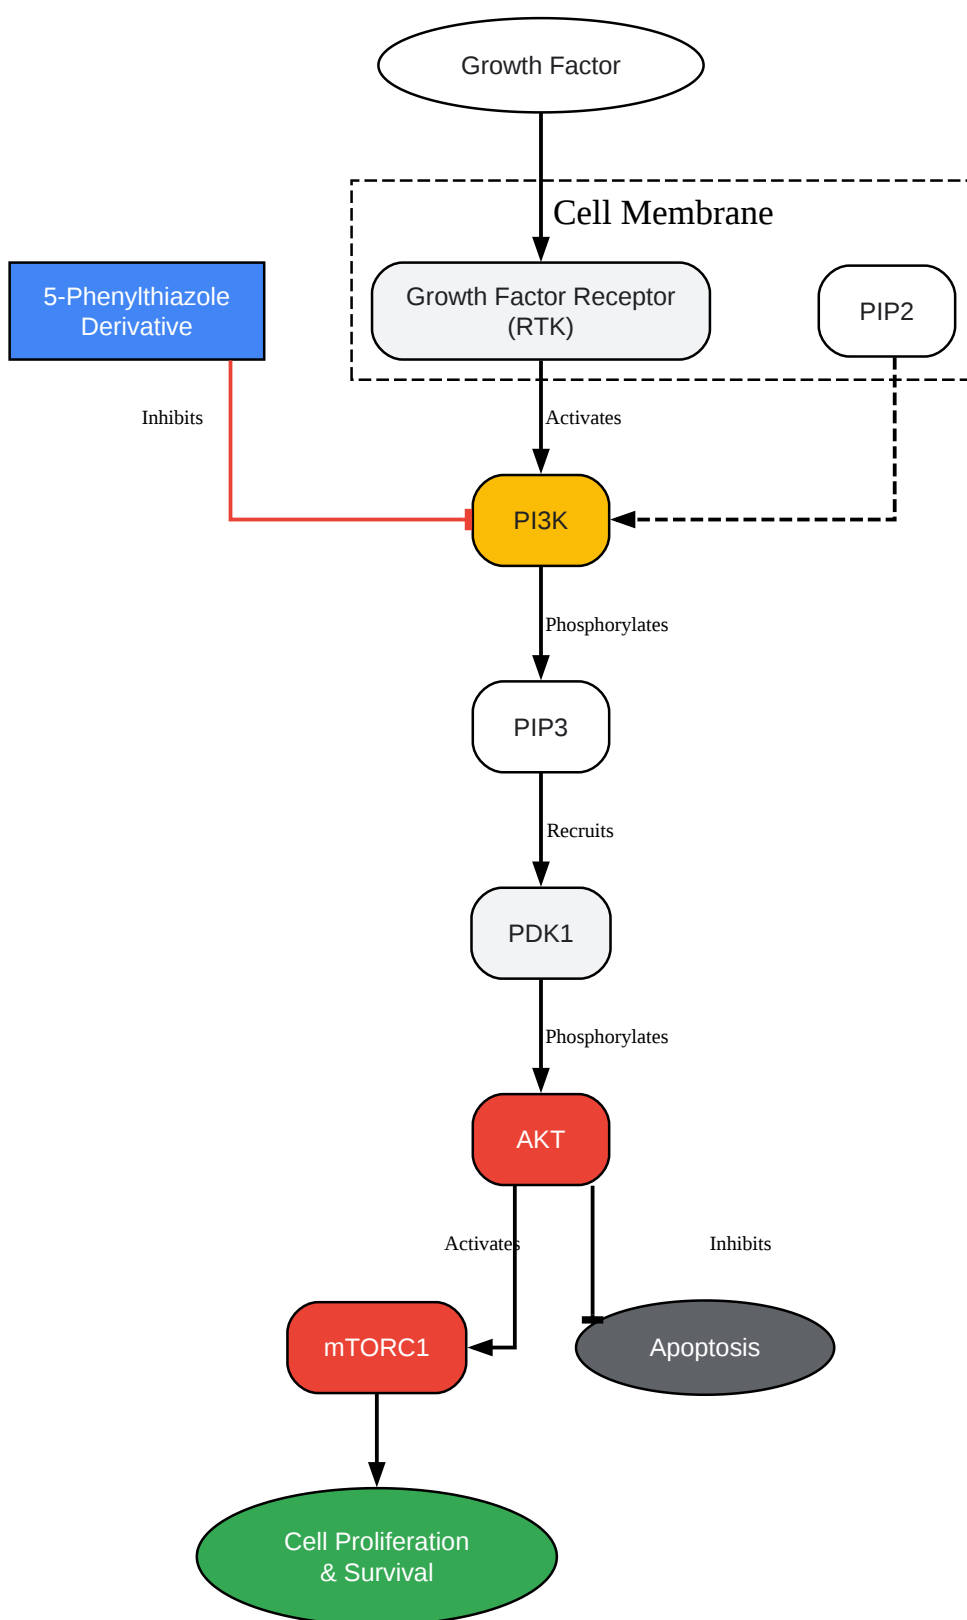 Growth Factor
Cell Membrane
5-Phenylthiazole
Derivative
Growth Factor Receptor
(RTK)
PIP2
Inhibits
Activates
PI3K
Phosphorylates
PIP3
Recruits
PDK1
Phosphorylates
AKT
Activates
Inhibits
mTORC1
Apoptosis
Cell Proliferation
& Survival